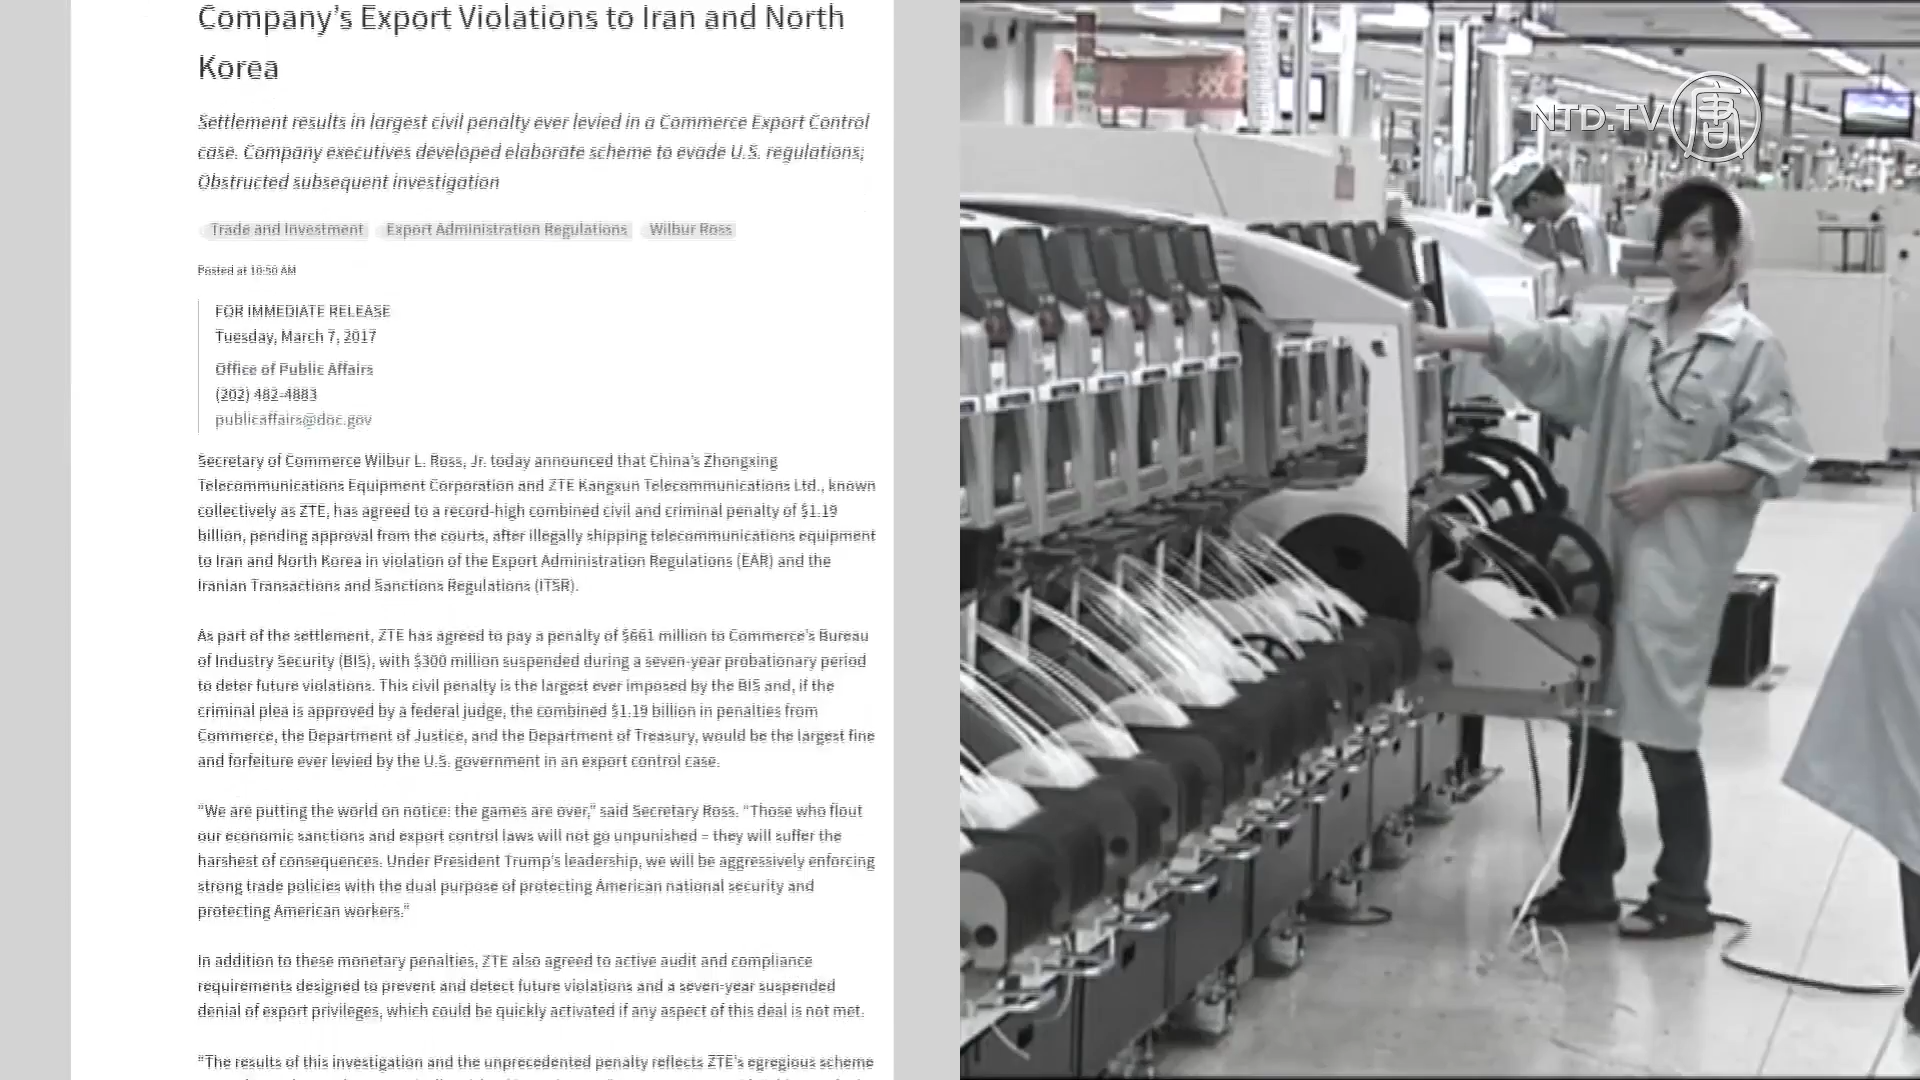 Company's Export Violations to Iran and North
Korea
Settlement results in largest civil penalty ever levied in a Commerce Export Control
case. Company executives developed elaborate scheme to evade U.S. regulations;
Obstructed subsequent investigation
Trade and Investment Export Administration Regulations Wilbur Ross
Posted at 10:50 AM
FOR IMMEDIATE RELEASE
Tuesday, March 7, 2017
Office of Public Affairs
(202) 482-4883
publicaffairs@doc.gov
Secretary of Commerce Wilbur L. Ross, Jr. today announced that China's Zhongxing
Telecommunications Equipment Corporation and ZTE Kangxun Telecommunications Ltd., known
collectively as ZTE, has agreed to a record-high combined civil and criminal penalty of $1.19
billion, pending approval from the courts, after illegally shipping telecommunications equipment
to Iran and North Korea in violation of the Export Administration Regulations (EAR) and the
Iranian Transactions and Sanctions Regulations (ITSR).
As part of the settlement, ZTE has agreed to pay a penalty of $661 million to Commerce's Bureau
of Industry Security (BIS), with $300 million suspended during a seven-year probationary period
to deter future violations. This civil penalty is the largest ever imposed by the BIS and, if the
criminal plea is approved by a federal judge, the combined $1.19 billion in penalties from
Commerce, the Department of Justice, and the Department of Treasury, would be the largest fine
and forfeiture ever levied by the U.S. government in an export control case.
"We are putting the world on notice: the games are over," said Secretary Ross. "Those who flout
our economic sanctions and export control laws will not go unpunished – they will suffer the
harshest of consequences. Under President Trump's leadership, we will be aggressively enforcing
strong trade policies with the dual purpose of protecting American national security and
protecting American workers."
In addition to these monetary penalties, ZTE also agreed to active audit and compliance
requirements designed to prevent and detect future violations and a seven-year suspended
denial of export privileges, which could be quickly activated if any aspect of this deal is not met.
"The results of this investigation and the unprecedented penalty reflects ZTE's egregious scheme
NTD.TV 唐
效